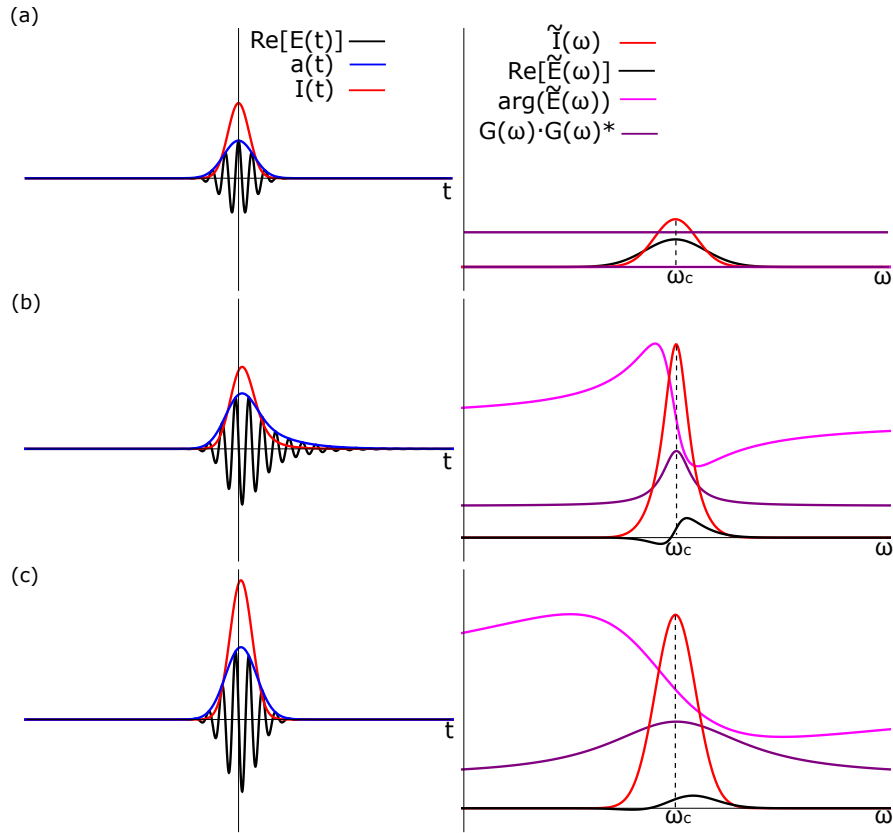 (a)
Re[E(t)]
a(t)
I(t)
t
Ĩ(ω)
Re[Ẽ(ω)]
arg(Ẽ(ω))
G(ω)·G(ω)*
ωc
ω
(b)
t
ωc
ω
(c)
t
ωc
ω